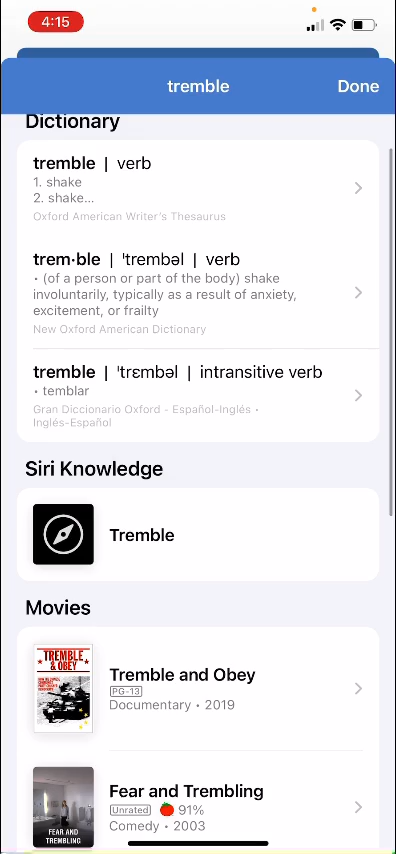 4:15
tremble
Done
Dictionary
tremble | verb
1. shake
2. shake...
Oxford American Writer's Thesaurus
trem·ble | ˈtrembəl | verb
• (of a person or part of the body) shake
involuntarily, typically as a result of anxiety,
excitement, or frailty
New Oxford American Dictionary
tremble | ˈtrɛmbəl | intransitive verb
• temblar
Gran Diccionario Oxford - Español-Inglés •
Inglés-Español
Siri Knowledge
Tremble
Movies
TREMBLE
& OBEY
Tremble and Obey
PG-13
Documentary • 2019
FEAR AND
TREMBLING
Fear and Trembling
Unrated 91%
Comedy • 2003